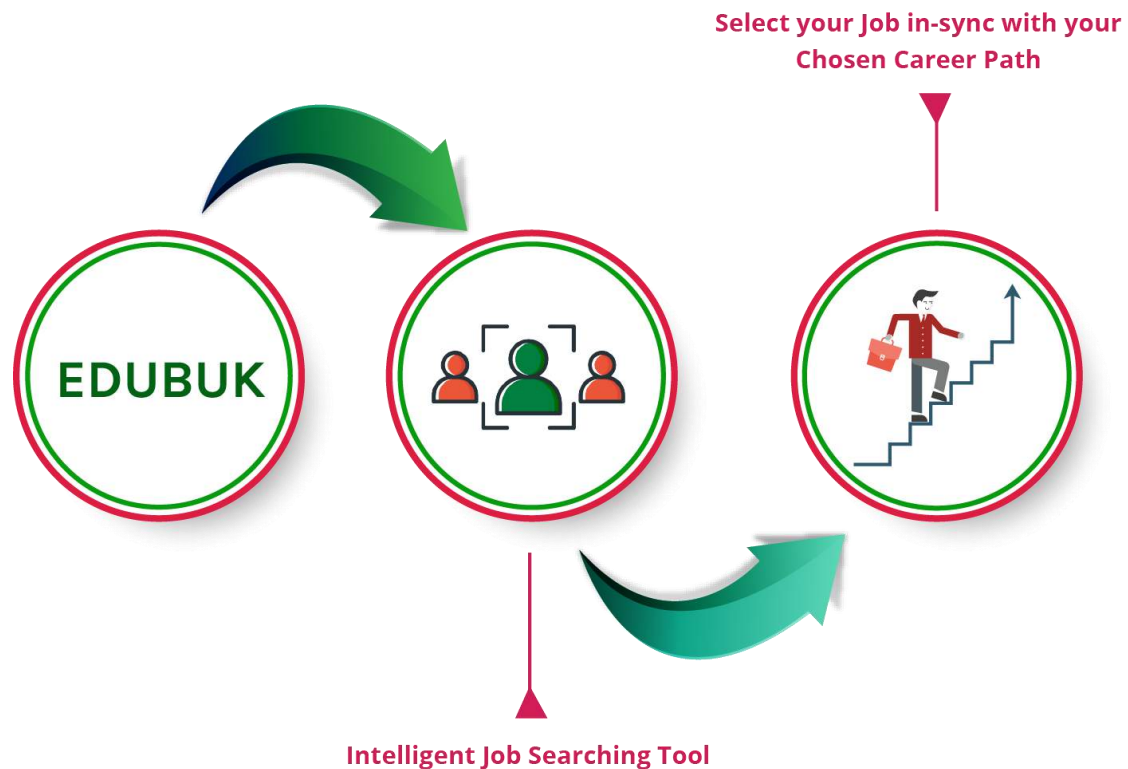 Select your Job in-sync with your
Chosen Career Path
EDUBUK
Intelligent Job Searching Tool